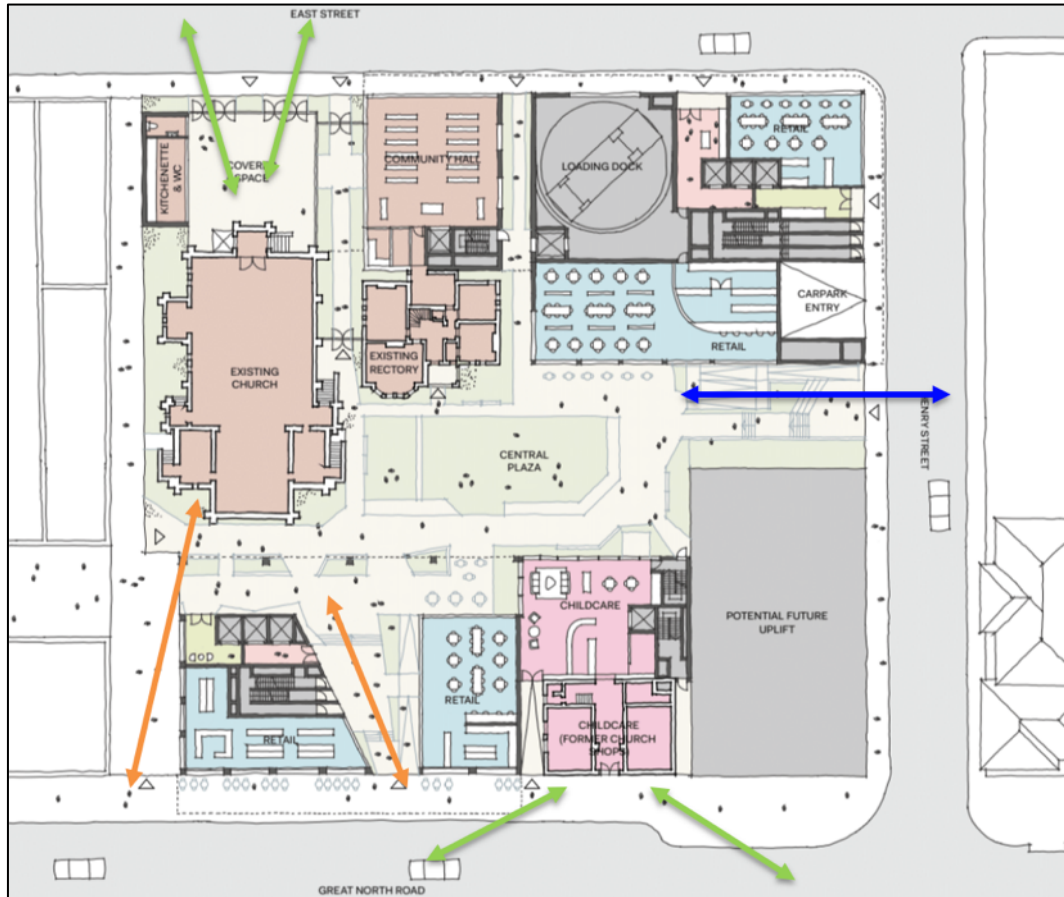 EAST STREET
RETAIL
KITCHENETTE
& WC
COMMUNITY HALL
LOADING DOCK
SPACE
CARPARK
ENTRY
EXISTING
RECTORY
RETAIL
EXISTING
CHURCH
HENRY STREET
CENTRAL
PLAZA
CHILDCARE
POTENTIAL FUTURE
UPLIFT
RETAIL
CHILDCARE
(FORMER CHURCH
SHOPS)
RETAIL
GREAT NORTH ROAD